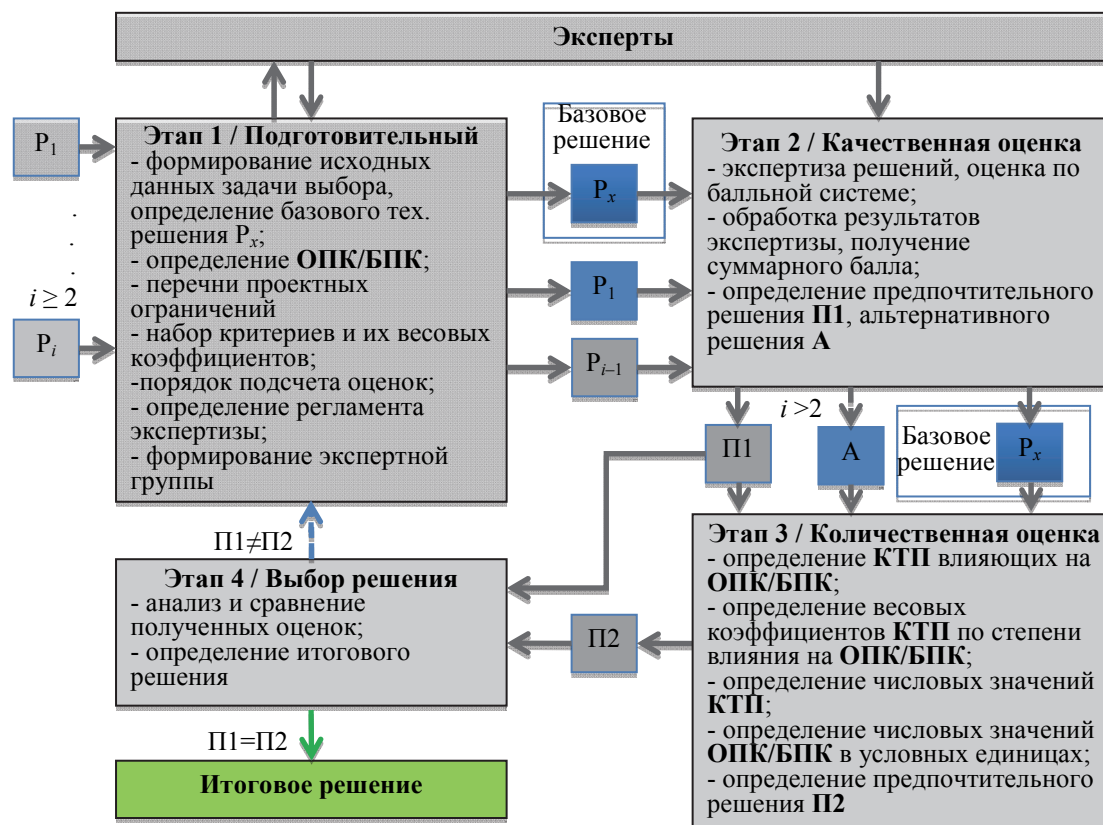 Эксперты
P1
.
.
.
i ≥ 2
Pi
Этап 1 / Подготовительный
- формирование исходных
данных задачи выбора,
определение базового тех.
решения Px;
- определение ОПК/БПК;
- перечни проектных
ограничений
- набор критериев и их весовых
коэффициентов;
-порядок подсчета оценок;
- определение регламента
экспертизы;
- формирование экспертной
группы
Базовое
решение
Px
P1
Pi–1
Этап 2 / Качественная оценка
- экспертиза решений, оценка по
балльной системе;
- обработка результатов
экспертизы, получение
суммарного балла;
- определение предпочтительного
решения П1, альтернативного
решения А
i >2
П1
А
Базовое
решение
Px
Этап 3 / Количественная оценка
- определение КТП влияющих на
ОПК/БПК;
- определение весовых
коэффициентов КТП по степени
влияния на ОПК/БПК;
- определение числовых значений
КТП;
- определение числовых значений
ОПК/БПК в условных единицах;
- определение предпочтительного
решения П2
П2
П1≠П2
Этап 4 / Выбор решения
- анализ и сравнение
полученных оценок;
- определение итогового
решения
П1=П2
Итоговое решение